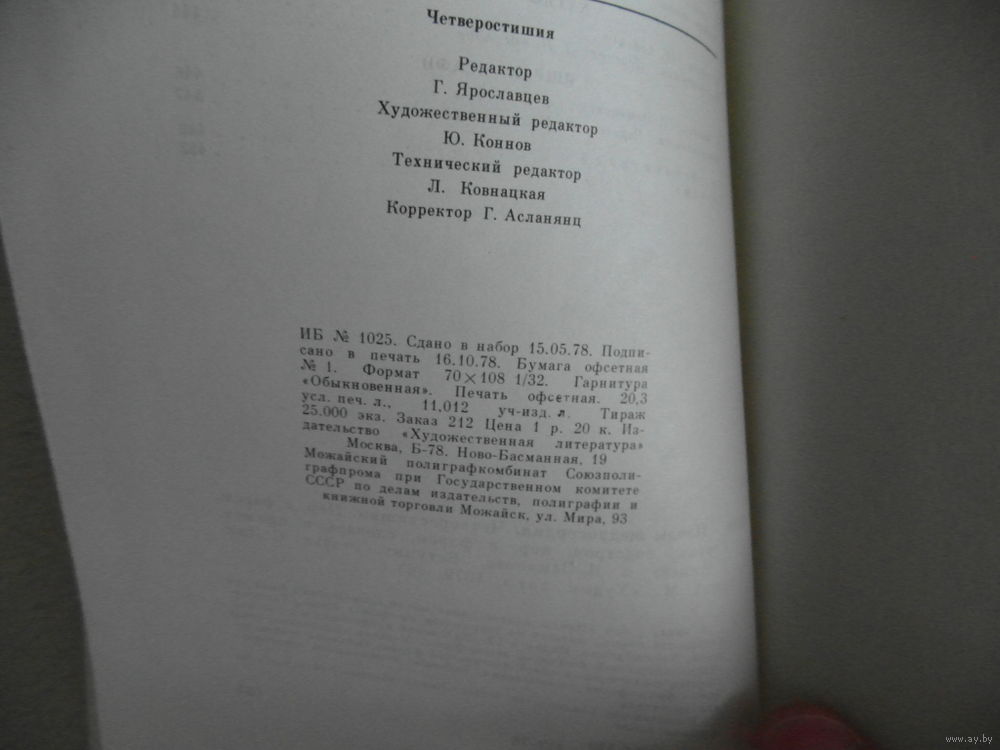 Четверостишия
Редактор
Г. Ярославцев
Художественный редактор
Ю. Коннов
Технический редактор
Л. Ковнацкая
Корректор Г. Асланянц
ИБ № 1025. Сдано в набор 15.05.78. Подпи-
сано в печать 16.10.78. Бумага офсетная
№ 1. Формат 70×108 1/32. Гарнитура
«Обыкновенная». Печать офсетная. 20,3
усл. печ. л., 11,012 уч-изд. л. Тираж
25.000 экз. Заказ 212 Цена 1 р. 20 к. Из-
дательство «Художественная литература»
Москва, Б-78. Ново-Басманная, 19
Можайский полиграфкомбинат Союзполи-
графпрома при Государственном комитете
СССР по делам издательств, полиграфии и
книжной торговли Можайск, ул. Мира, 93
www.ay.by